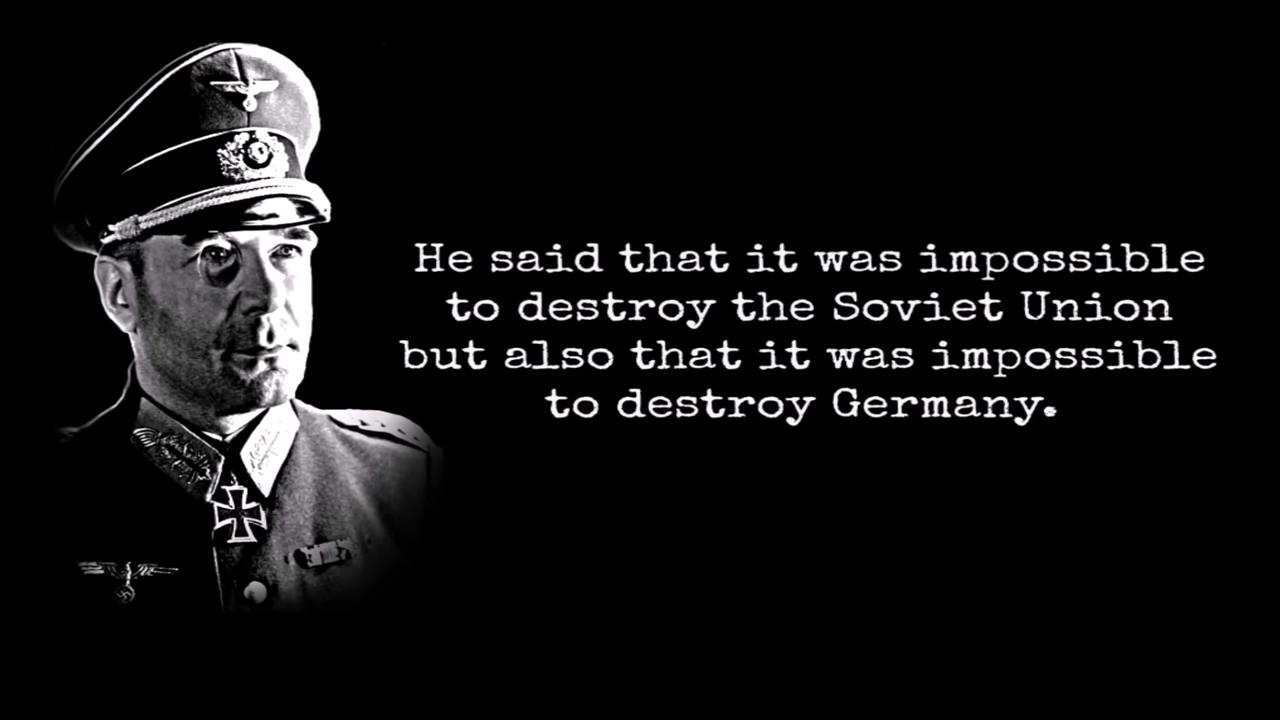 He said that it was impossible
to destroy the Soviet Union
but also that it was impossible
to destroy Germany.